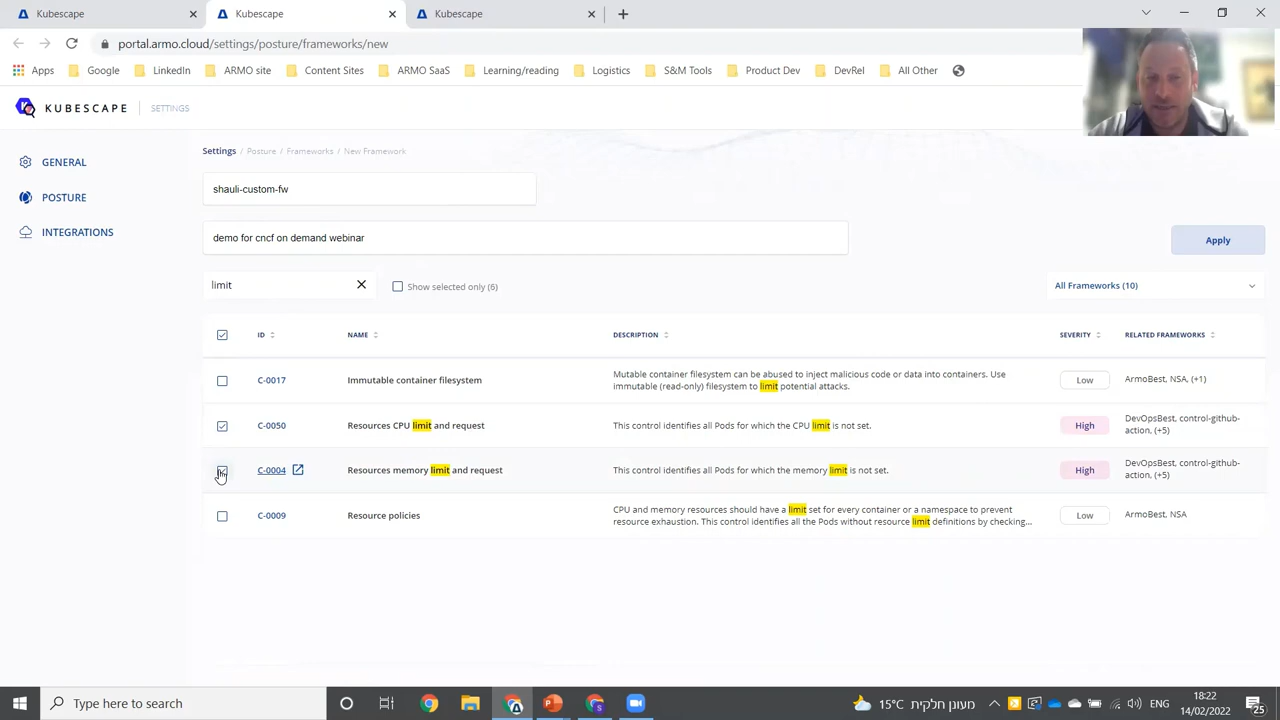 Kubescape
Kubescape
Kubescape
portal.armo.cloud/settings/posture/frameworks/new
Apps Google LinkedIn ARMO site Content Sites ARMO SaaS Learning/reading Logistics S&M Tools Product Dev DevRel All Other
KUBESCAPE SETTINGS
GENERAL
POSTURE
INTEGRATIONS
Settings / Posture / Frameworks / New Framework
shauli-custom-fw
demo for cncf on demand webinar
Apply
limit
Show selected only (6)
All Frameworks (10)
ID NAME DESCRIPTION SEVERITY RELATED FRAMEWORKS
C-0017 Immutable container filesystem
Mutable container filesystem can be abused to inject malicious code or data into containers. Use
immutable (read-only) filesystem to limit potential attacks.
Low
ArmoBest, NSA, (+1)
C-0050 Resources CPU limit and request
This control identifies all Pods for which the CPU limit is not set.
High
DevOpsBest, control-github-
action, (+5)
C-0004 Resources memory limit and request
This control identifies all Pods for which the memory limit is not set.
High
DevOpsBest, control-github-
action, (+5)
C-0009 Resource policies
CPU and memory resources should have a limit set for every container or a namespace to prevent
resource exhaustion. This control identifies all the Pods without resource limit definitions by checking...
Low
ArmoBest, NSA
Type here to search
15°C מעונן חלקית
ENG
18:22
14/02/2022
25